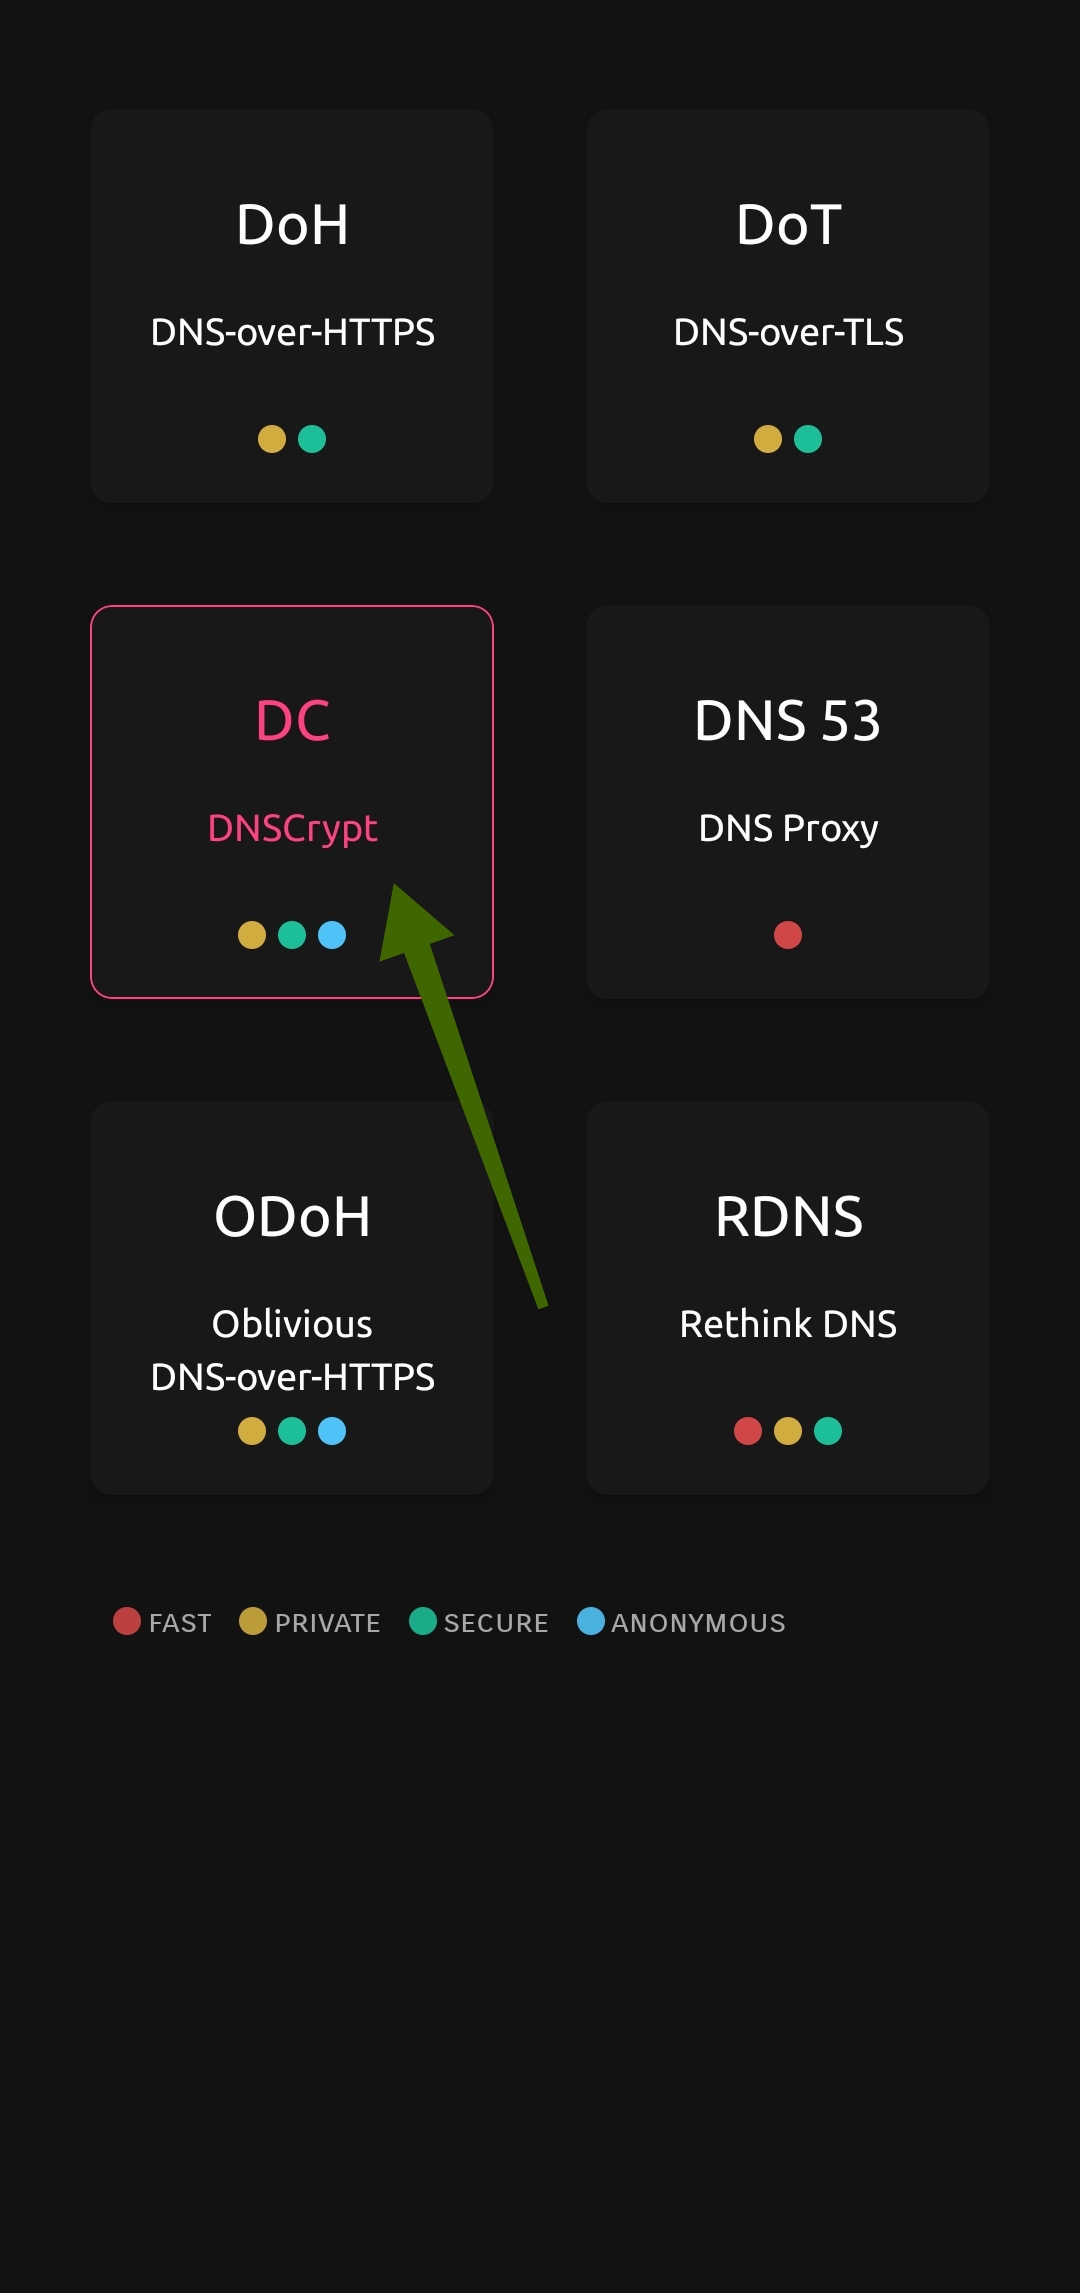 DoH
DNS-over-HTTPS
DoT
DNS-over-TLS
DC
DNSCrypt
DNS 53
DNS Proxy
ODoH
Oblivious
DNS-over-HTTPS
RDNS
Rethink DNS
FAST PRIVATE SECURE ANONYMOUS